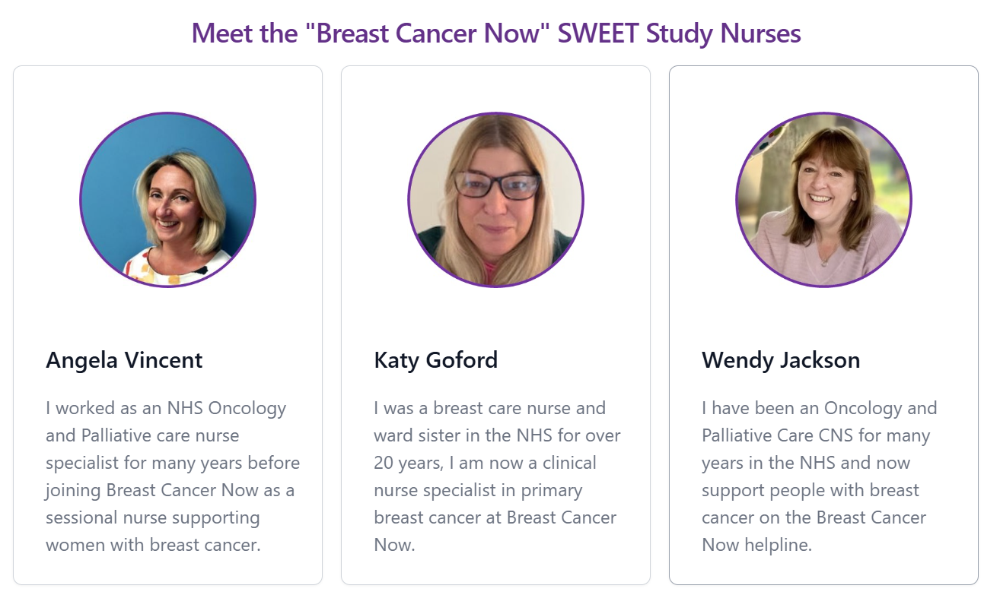 Meet the "Breast Cancer Now" SWEET Study Nurses
Angela Vincent
I worked as an NHS Oncology
and Palliative care nurse
specialist for many years before
joining Breast Cancer Now as a
sessional nurse supporting
women with breast cancer.
Katy Goford
I was a breast care nurse and
ward sister in the NHS for over
20 years, I am now a clinical
nurse specialist in primary
breast cancer at Breast Cancer
Now.
Wendy Jackson
I have been an Oncology and
Palliative Care CNS for many
years in the NHS and now
support people with breast
cancer on the Breast Cancer
Now helpline.